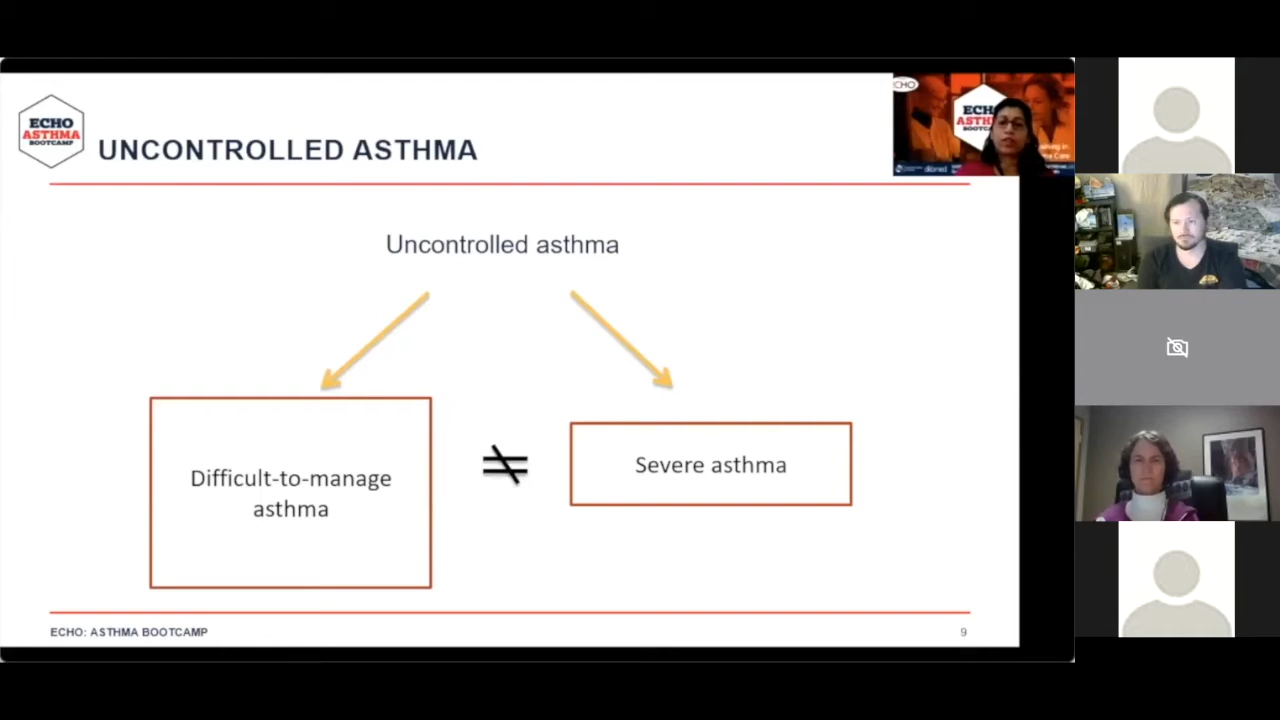 ECHO
ASTHMA
BOOTCAMP
UNCONTROLLED ASTHMA
Uncontrolled asthma
Difficult-to-manage
asthma
≠
Severe asthma
ECHO: ASTHMA BOOTCAMP
9